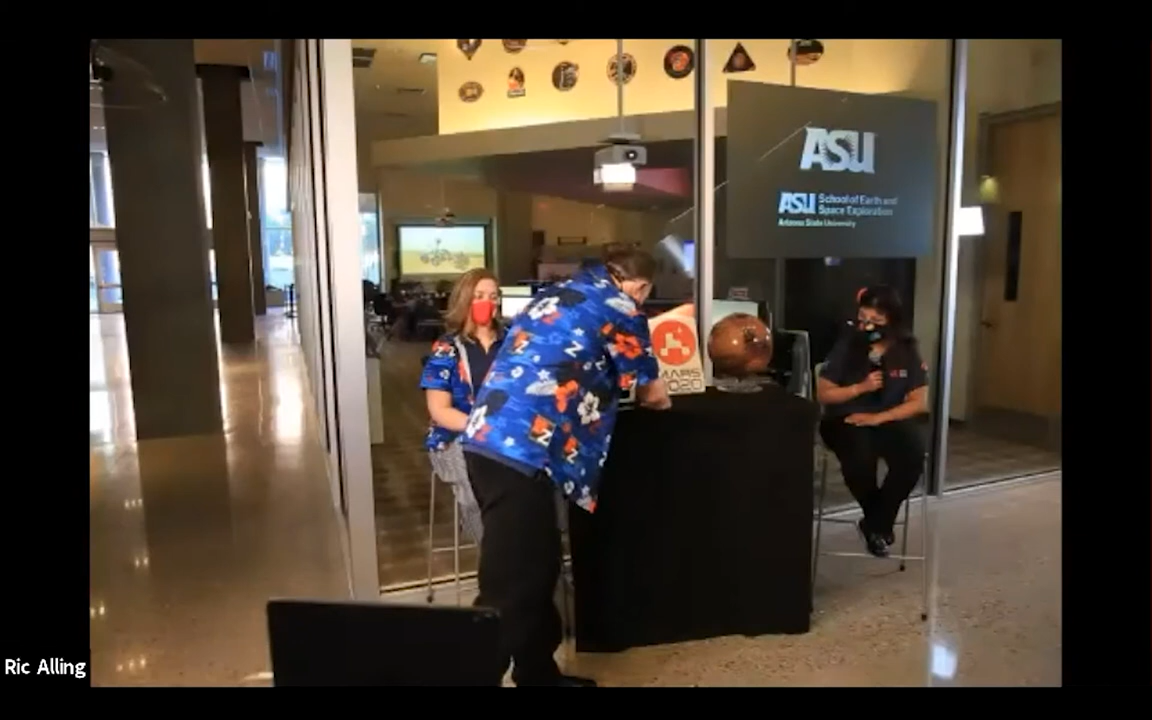 ASU
ASU School of Earth and
Space Exploration
Arizona State University
MARS
2020
Z
Z
Z
Z
Ric Alling